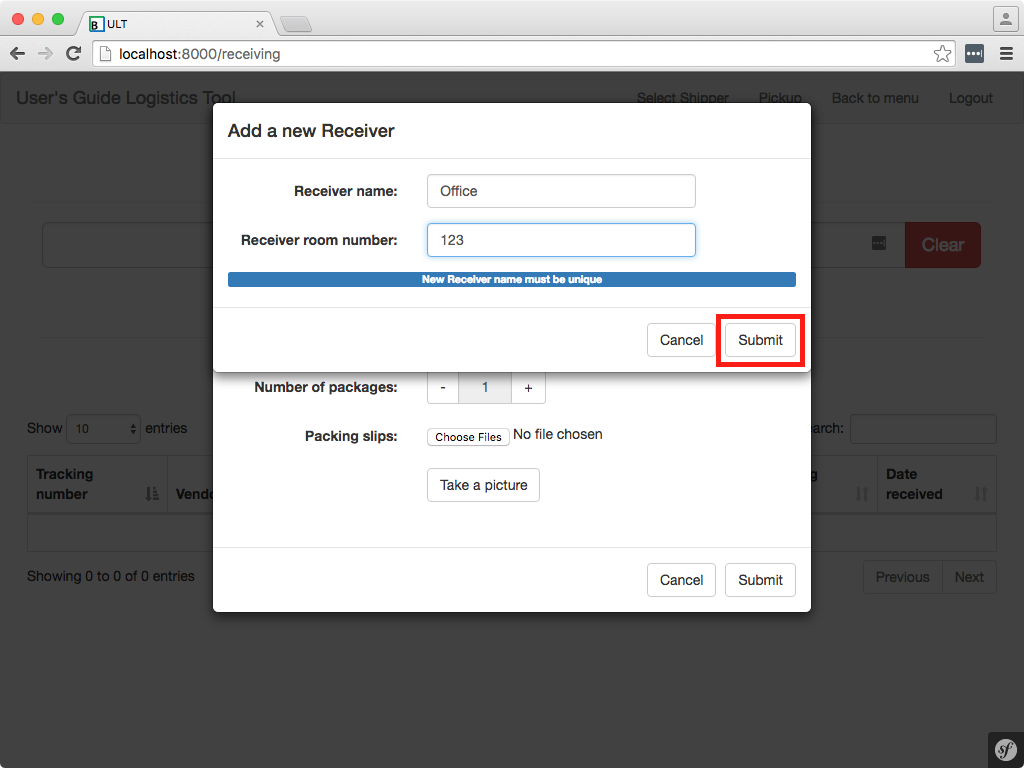 ULT
localhost:8000/receiving
User's Guide Logistics Tool
Select Shipper Pickup Back to menu Logout
Add a new Receiver
Receiver name: Office
Receiver room number: 123
Clear
New Receiver name must be unique
Cancel Submit
Number of packages: - 1 +
Show 10 entries
Packing slips: Choose Files No file chosen
Tracking number
Date received
Take a picture
Showing 0 to 0 of 0 entries
Previous Next
Cancel Submit